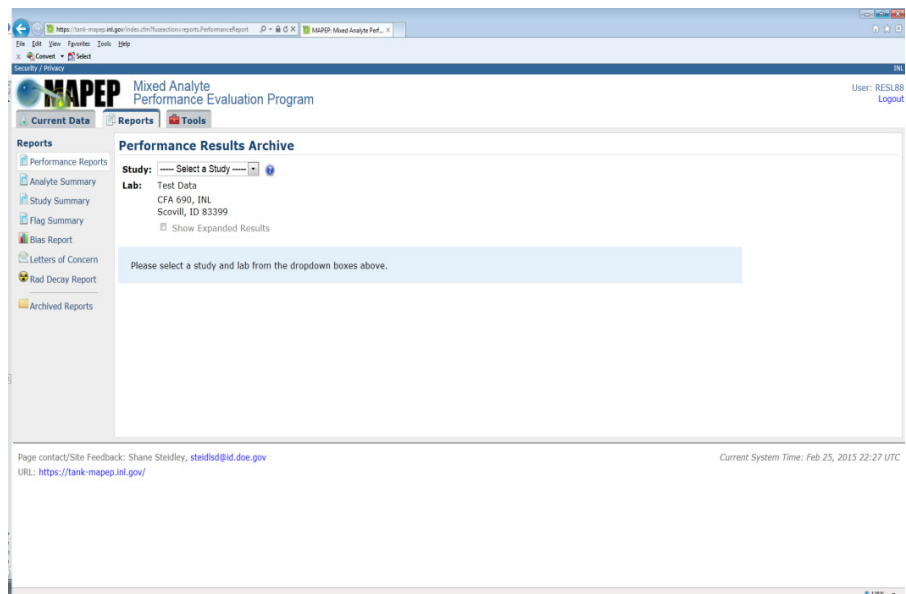 https://tank-mapep.inl.gov/index.cfm?fuseaction=reports.PerformanceReport
MAPEP: Mixed Analyte Perf...
File Edit View Favorites Tools Help
x Convert Select
Security / Privacy INL
MAPEP Mixed Analyte
Performance Evaluation Program
User: RESL88
Logout
Current Data Reports Tools
Reports
Performance Reports
Analyte Summary
Study Summary
Flag Summary
Bias Report
Letters of Concern
Rad Decay Report
Archived Reports
Performance Results Archive
Study: ----- Select a Study -----
Lab: Test Data
CFA 690, INL
Scovill, ID 83399
Show Expanded Results
Please select a study and lab from the dropdown boxes above.
Page contact/Site Feedback: Shane Steidley, steidlsd@id.doe.gov
Current System Time: Feb 25, 2015 22:27 UTC
URL: https://tank-mapep.inl.gov/